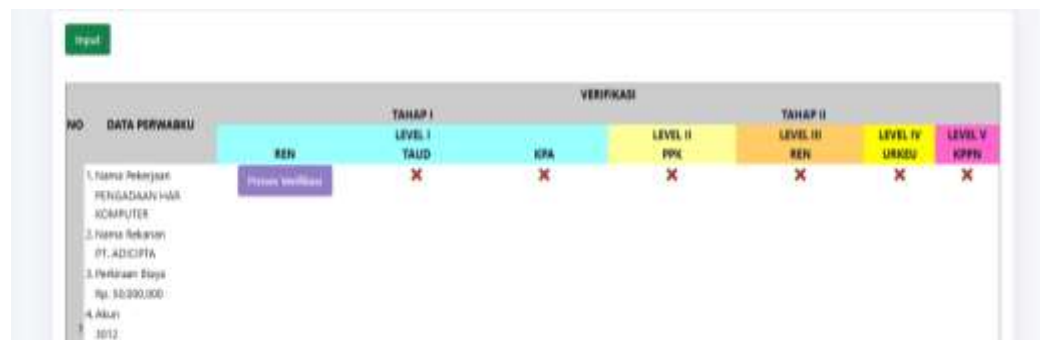 Input
VERIFIKASI
TAHAP I TAHAP II
NO DATA PERWABKU
LEVEL I LEVEL II LEVEL III LEVEL IV LEVEL V
REN TAUD KPA PPK REN URKEU KPPN
1. Nama Pekerjaan Proses Verifikasi
PENGADAAN HAR
KOMPUTER
2. Nama Rekanan
PT. ADICIPTA
3. Perkiraan Biaya
Rp. 50,000,000
4. Akun
1 3012